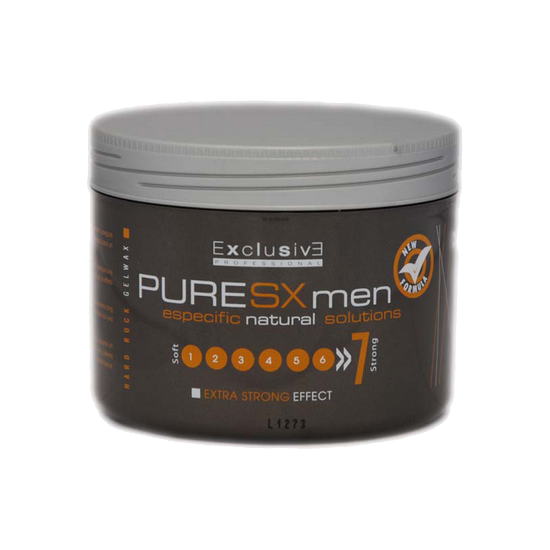 ExclusivE
PROFESSIONAL
PURESXmen
especific natural solutions
NEW
FORMULA
Soft
1 2 3 4 5 6 » 7
Strong
EXTRA STRONG EFFECT
L1273
HARD ROCK GELWAX